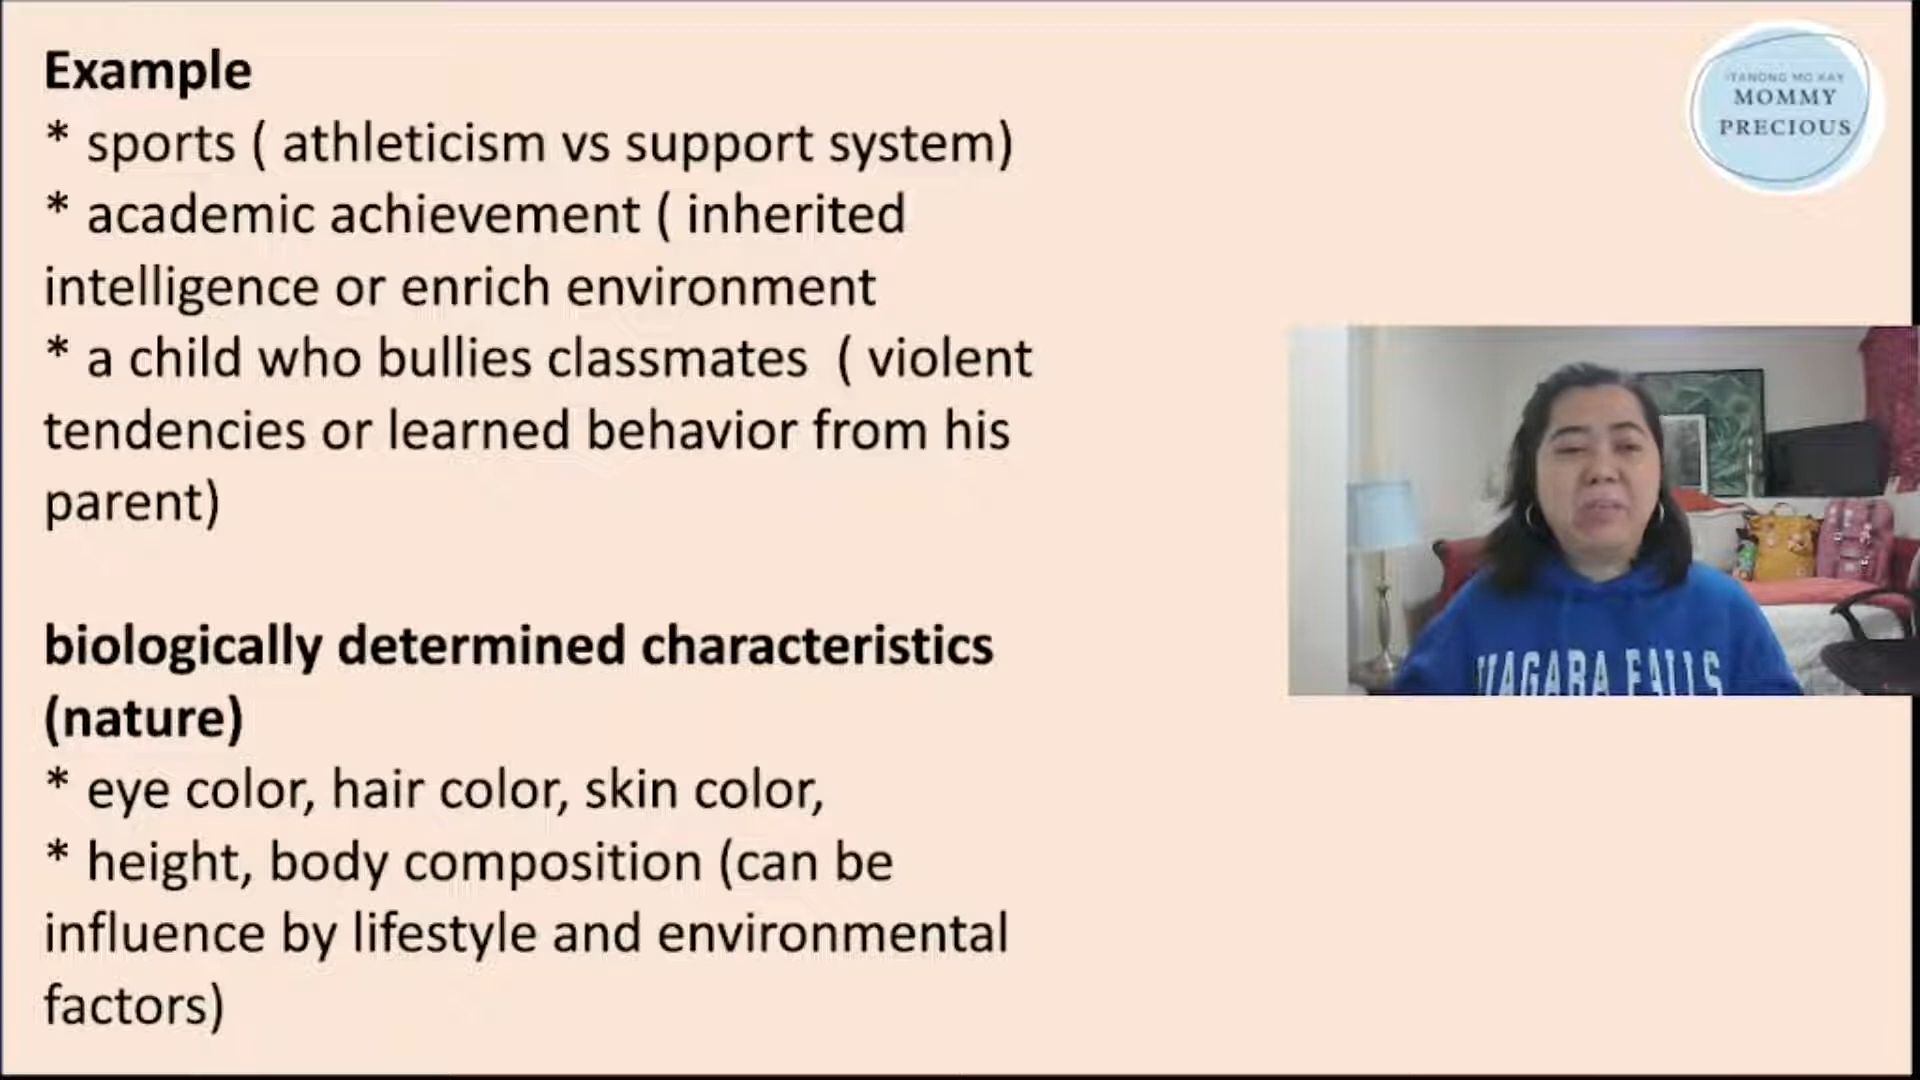 Example
* sports ( athleticism vs support system)
* academic achievement ( inherited
intelligence or enrich environment
* a child who bullies classmates ( violent
tendencies or learned behavior from his
parent)
biologically determined characteristics
(nature)
* eye color, hair color, skin color,
* height, body composition (can be
influence by lifestyle and environmental
factors)
ITANONG MO KAY
MOMMY
PRECIOUS
NIAGARA FALLS